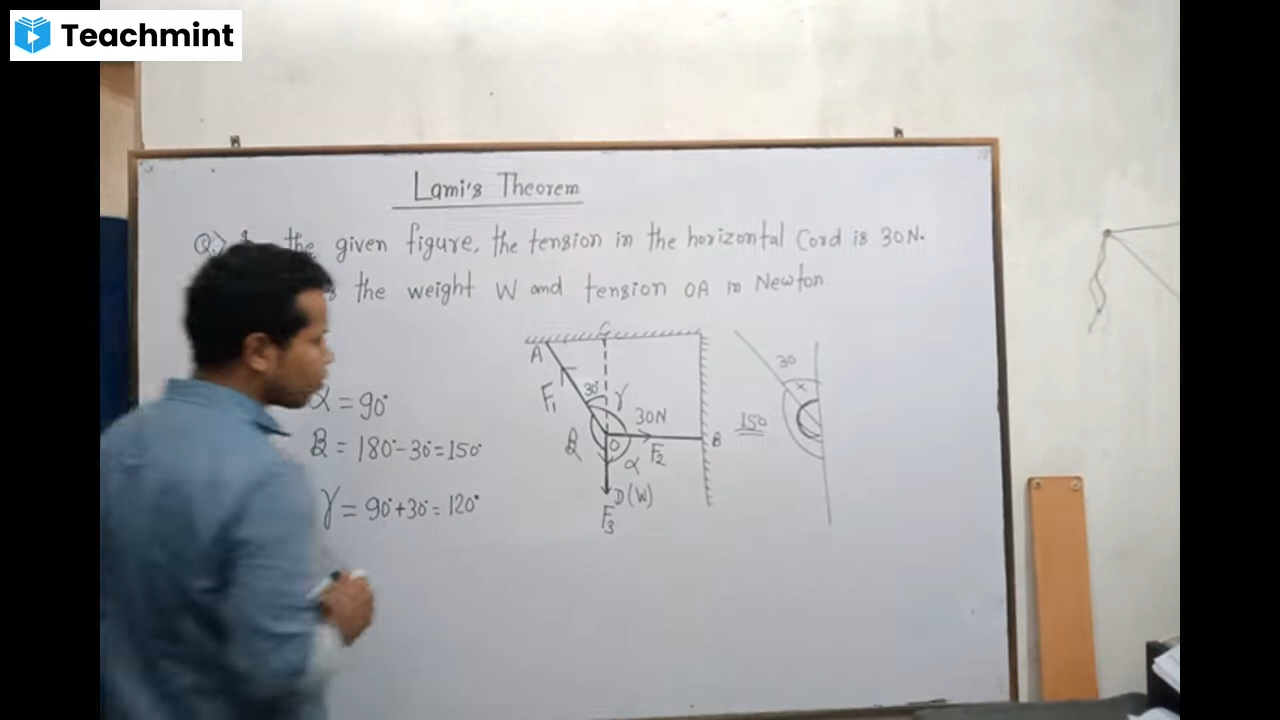 Teachmint
Lami's Theorem
Q.> the given figure, the tension in the horizontal Cord is 30N.
the weight W and tension OA in Newton
A
30°
γ
F₁
30N
B
O
β
α
F₂
D(W)
F₃
30
x
150
α = 90°
β = 180°-30°=150°
γ = 90°+30° = 120°